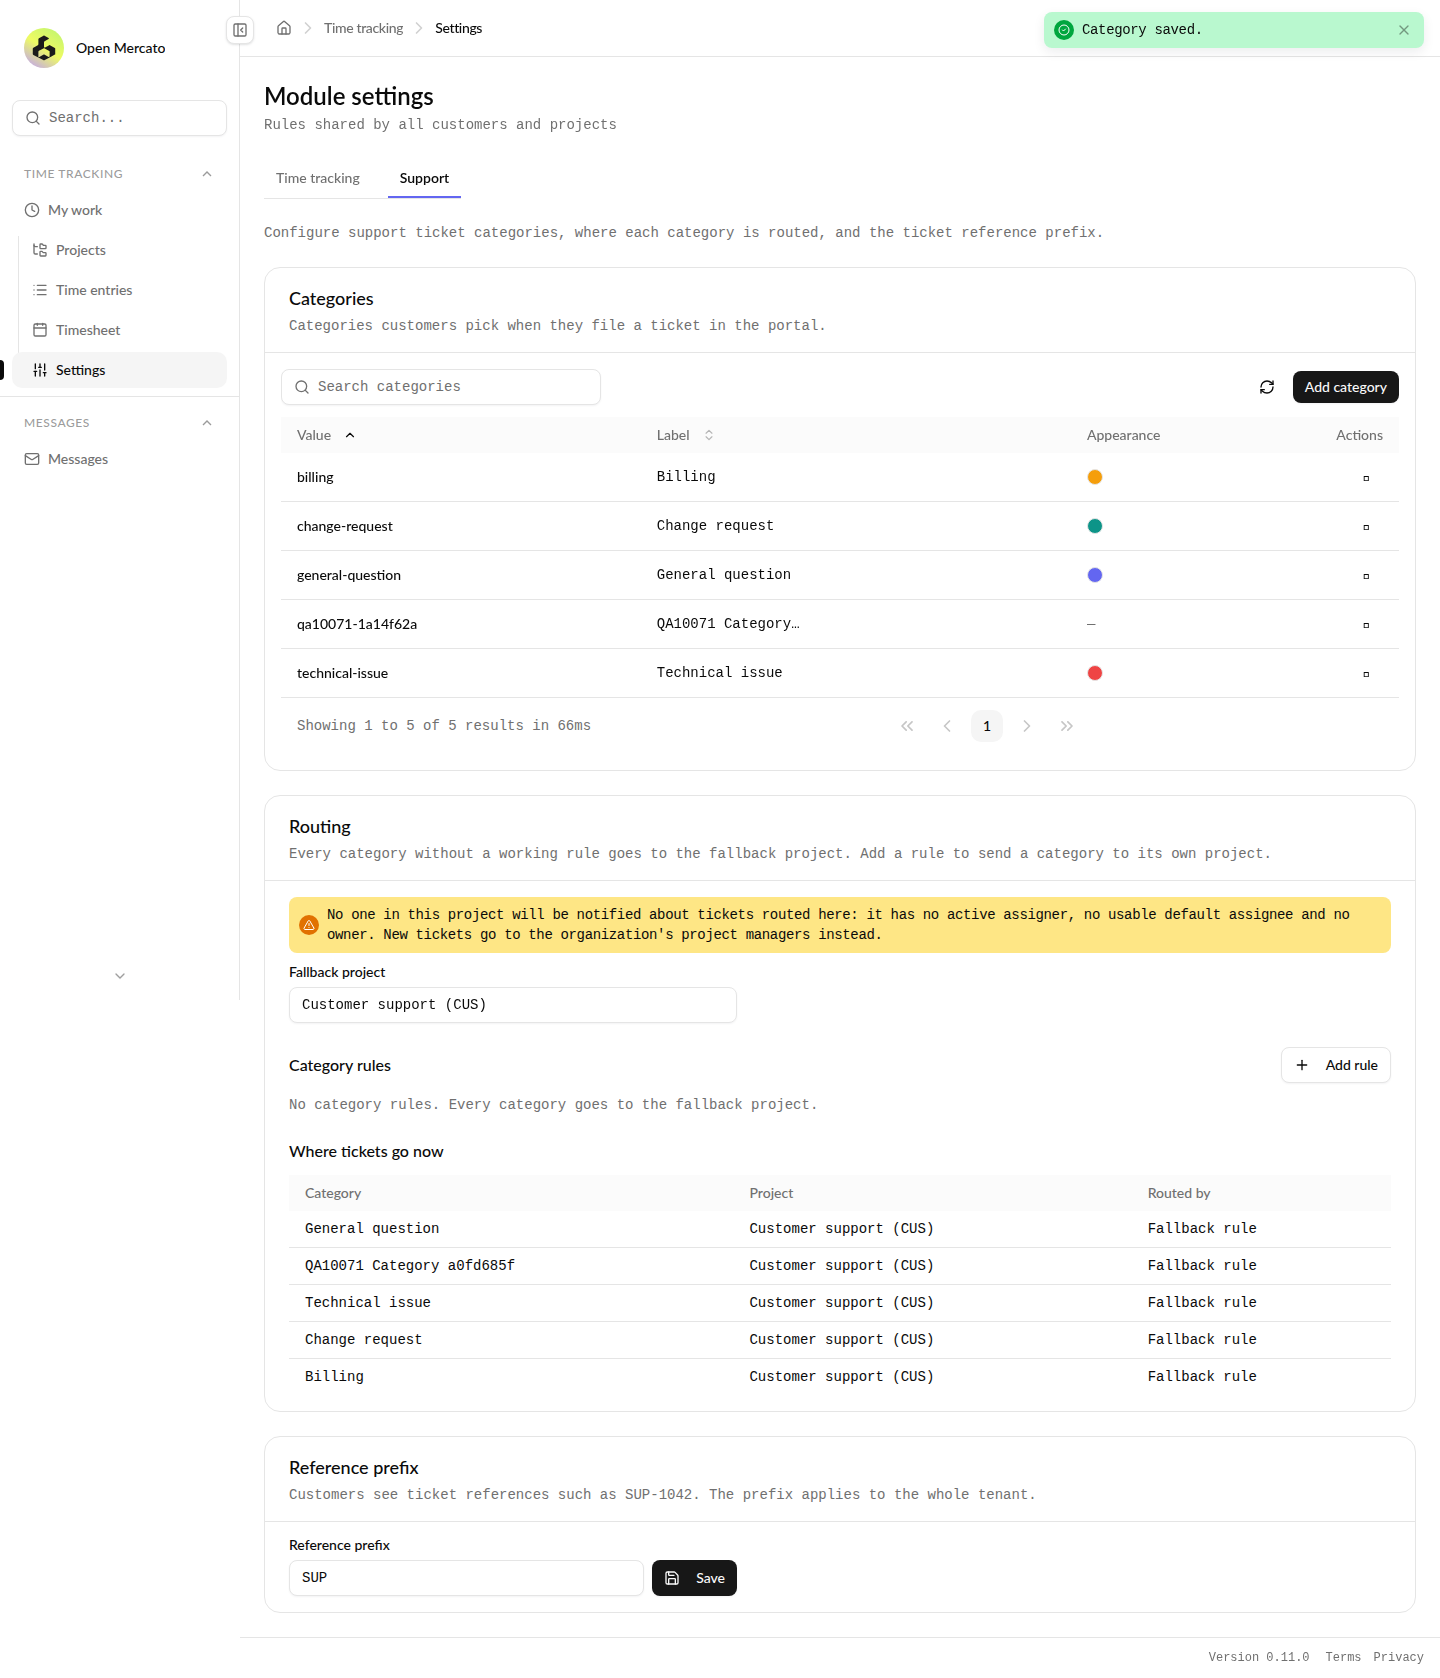 Open Mercato
Search...
TIME TRACKING
My work
Projects
Time entries
Timesheet
Settings
MESSAGES
Messages
Time tracking
Settings
Category saved.
Module settings
Rules shared by all customers and projects
Time tracking
Support
Configure support ticket categories, where each category is routed, and the ticket reference prefix.
Categories
Categories customers pick when they file a ticket in the portal.
Search categories
Add category
Value Label Appearance Actions
billing Billing
change-request Change request
general-question General question
qa10071-1a14f62a QA10071 Category… —
technical-issue Technical issue
Showing 1 to 5 of 5 results in 66ms
1
Routing
Every category without a working rule goes to the fallback project. Add a rule to send a category to its own project.
No one in this project will be notified about tickets routed here: it has no active assigner, no usable default assignee and no
owner. New tickets go to the organization's project managers instead.
Fallback project
Customer support (CUS)
Category rules
Add rule
No category rules. Every category goes to the fallback project.
Where tickets go now
Category Project Routed by
General question Customer support (CUS) Fallback rule
QA10071 Category a0fd685f Customer support (CUS) Fallback rule
Technical issue Customer support (CUS) Fallback rule
Change request Customer support (CUS) Fallback rule
Billing Customer support (CUS) Fallback rule
Reference prefix
Customers see ticket references such as SUP-1042. The prefix applies to the whole tenant.
Reference prefix
SUP
Save
Version 0.11.0 Terms Privacy